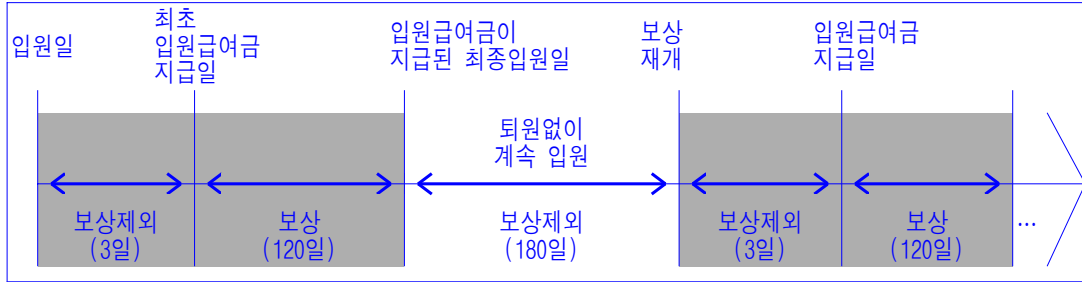 입원일
최초
입원급여금
지급일
입원급여금이
지급된 최종입원일
보상
재개
입원급여금
지급일
퇴원없이
계속 입원
보상제외
(3일)
보상
(120일)
보상제외
(180일)
보상제외
(3일)
보상
(120일)
...